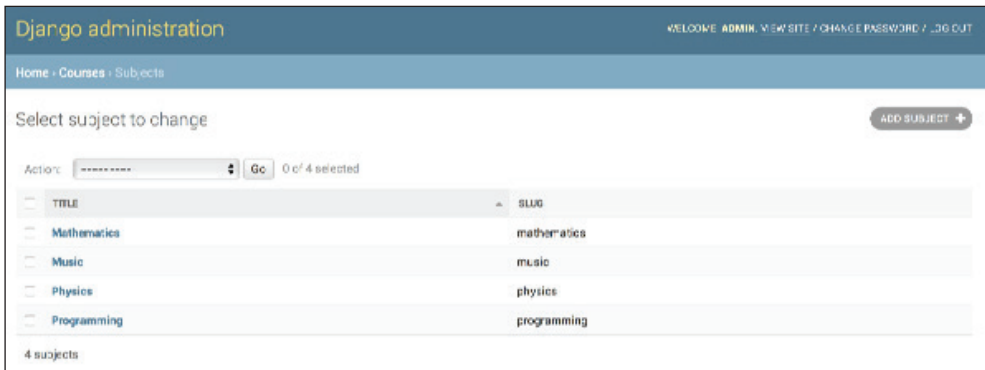 Django administration
WELCOME, ADMIN. VIEW SITE / CHANGE PASSWORD / LOG OUT
Home › Courses › Subjects
Select subject to change
ADD SUBJECT +
Action: --------- Go 0 of 4 selected
TITLE SLUG
Mathematics mathematics
Music music
Physics physics
Programming programming
4 subjects